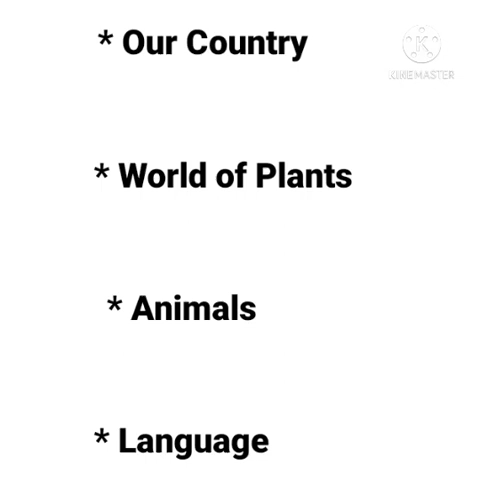 * Our Country
KINEMASTER
* World of Plants
* Animals
* Language